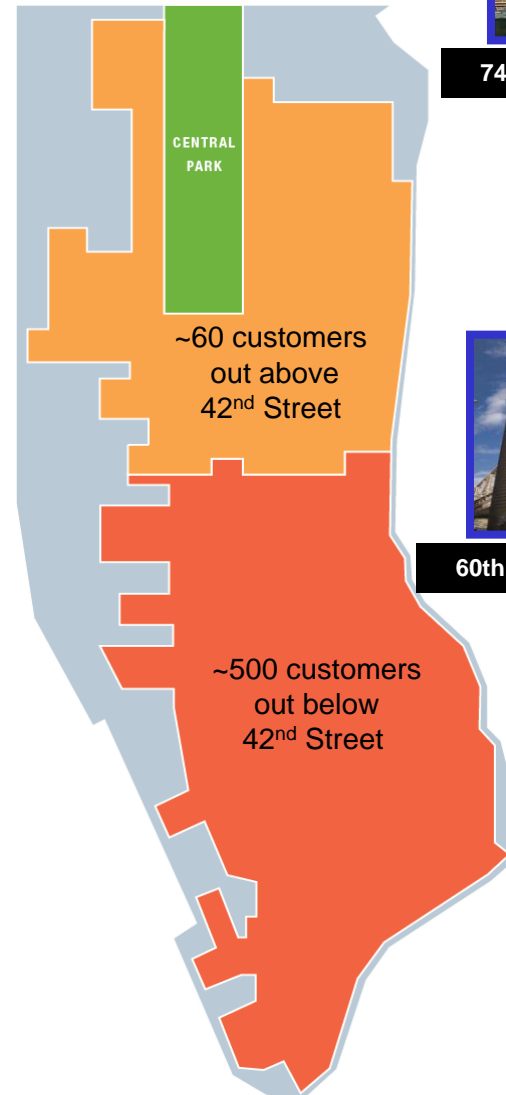 74
CENTRAL
PARK
~60 customers
out above
42nd Street
60th
~500 customers
out below
42nd Street